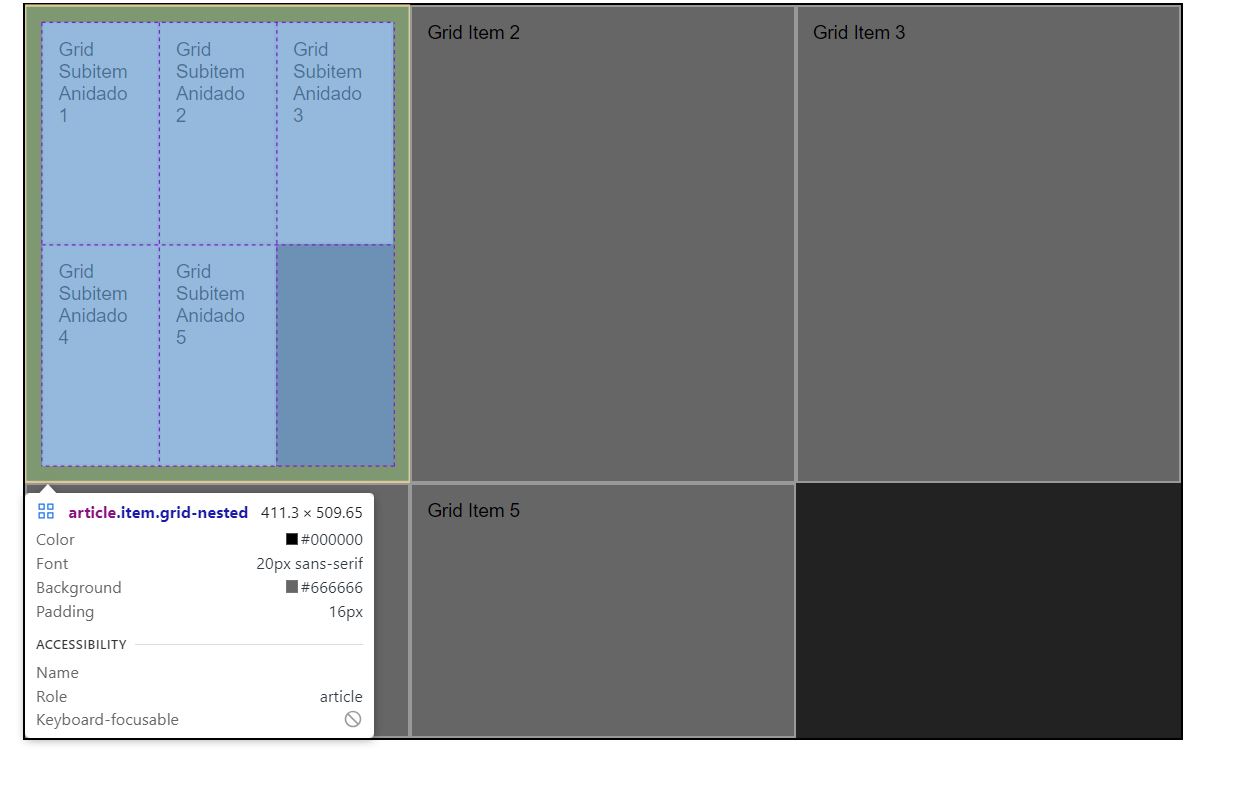 Grid
Subitem
Anidado
1
Grid
Subitem
Anidado
2
Grid
Subitem
Anidado
3
Grid Item 2
Grid Item 3
Grid
Subitem
Anidado
4
Grid
Subitem
Anidado
5
article.item.grid-nested 411.3 × 509.65
Color #000000
Font 20px sans-serif
Background #666666
Padding 16px
ACCESSIBILITY
Name
Role article
Keyboard-focusable
Grid Item 5